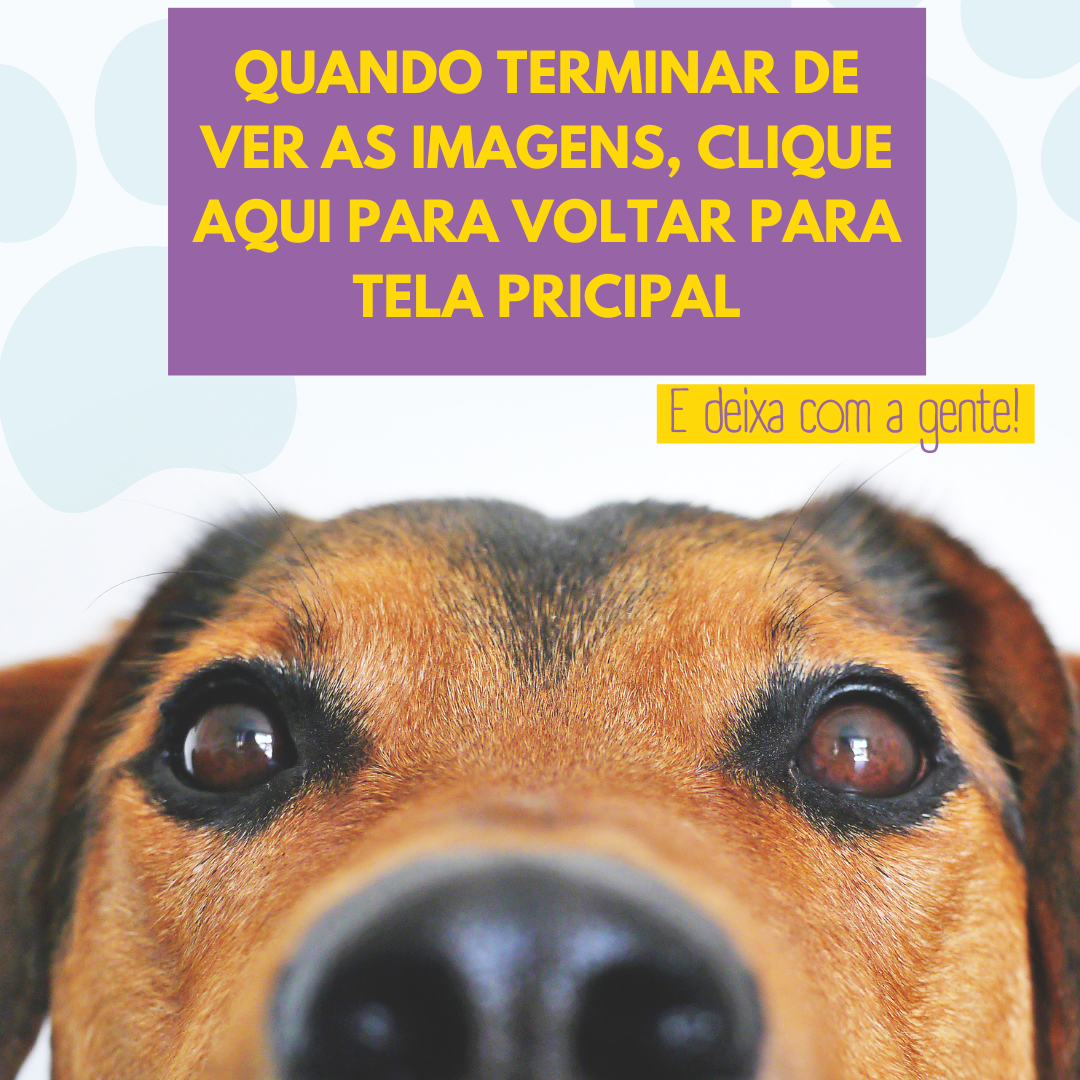 QUANDO TERMINAR DE
VER AS IMAGENS, CLIQUE
AQUI PARA VOLTAR PARA
TELA PRICIPAL
E deixa com a gente!